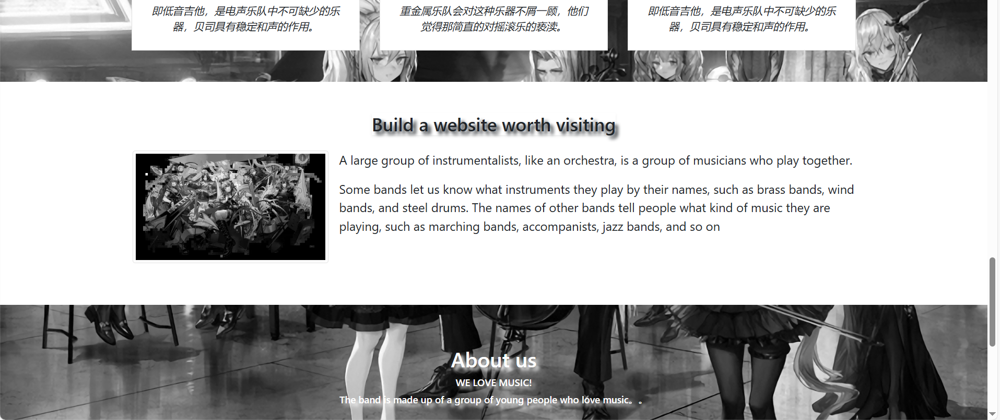 即低音吉他，是电声乐队中不可缺少的乐
器，贝司具有稳定和声的作用。
重金属乐队会对这种乐器不屑一顾，他们
觉得那简直的对摇滚乐的亵渎。
即低音吉他，是电声乐队中不可缺少的乐
器，贝司具有稳定和声的作用。
Build a website worth visiting
A large group of instrumentalists, like an orchestra, is a group of musicians who play together.
Some bands let us know what instruments they play by their names, such as brass bands, wind
bands, and steel drums. The names of other bands tell people what kind of music they are
playing, such as marching bands, accompanists, jazz bands, and so on
About us
WE LOVE MUSIC!
The band is made up of a group of young people who love music。。